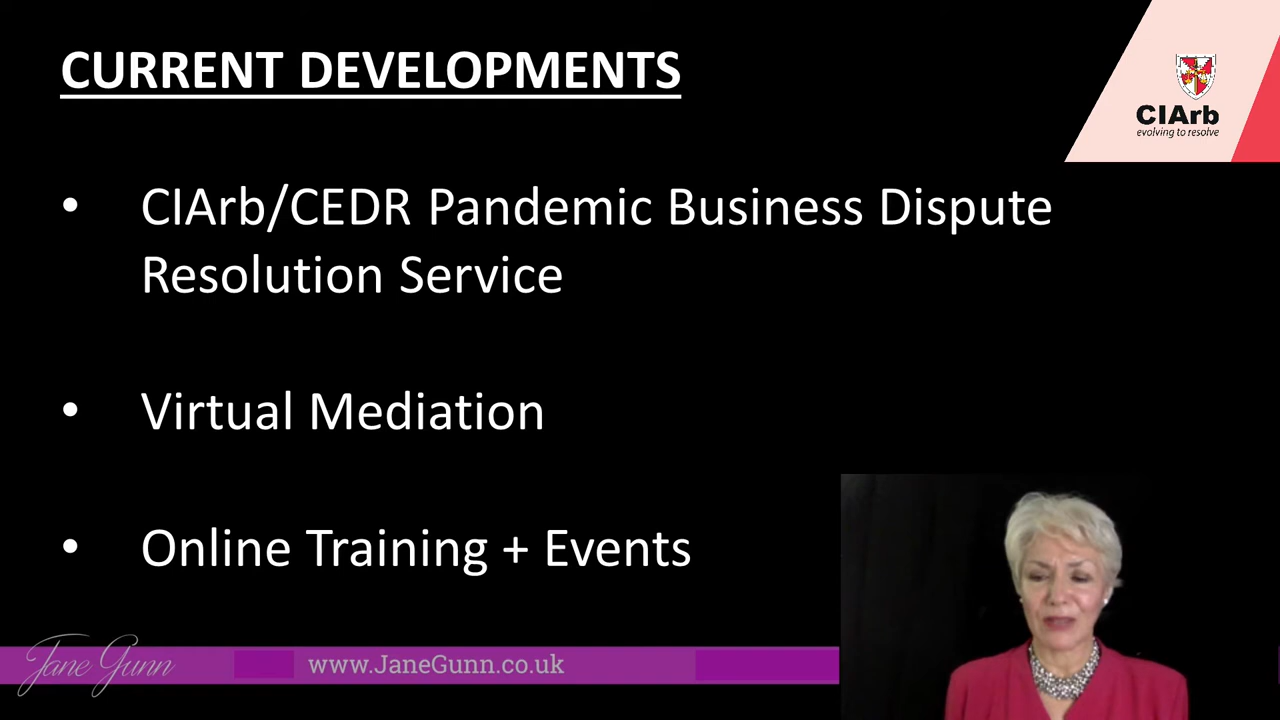 CURRENT DEVELOPMENTS
CIArb
evolving to resolve
• CIArb/CEDR Pandemic Business Dispute
Resolution Service
• Virtual Mediation
• Online Training + Events
Jane Gunn
www.JaneGunn.co.uk